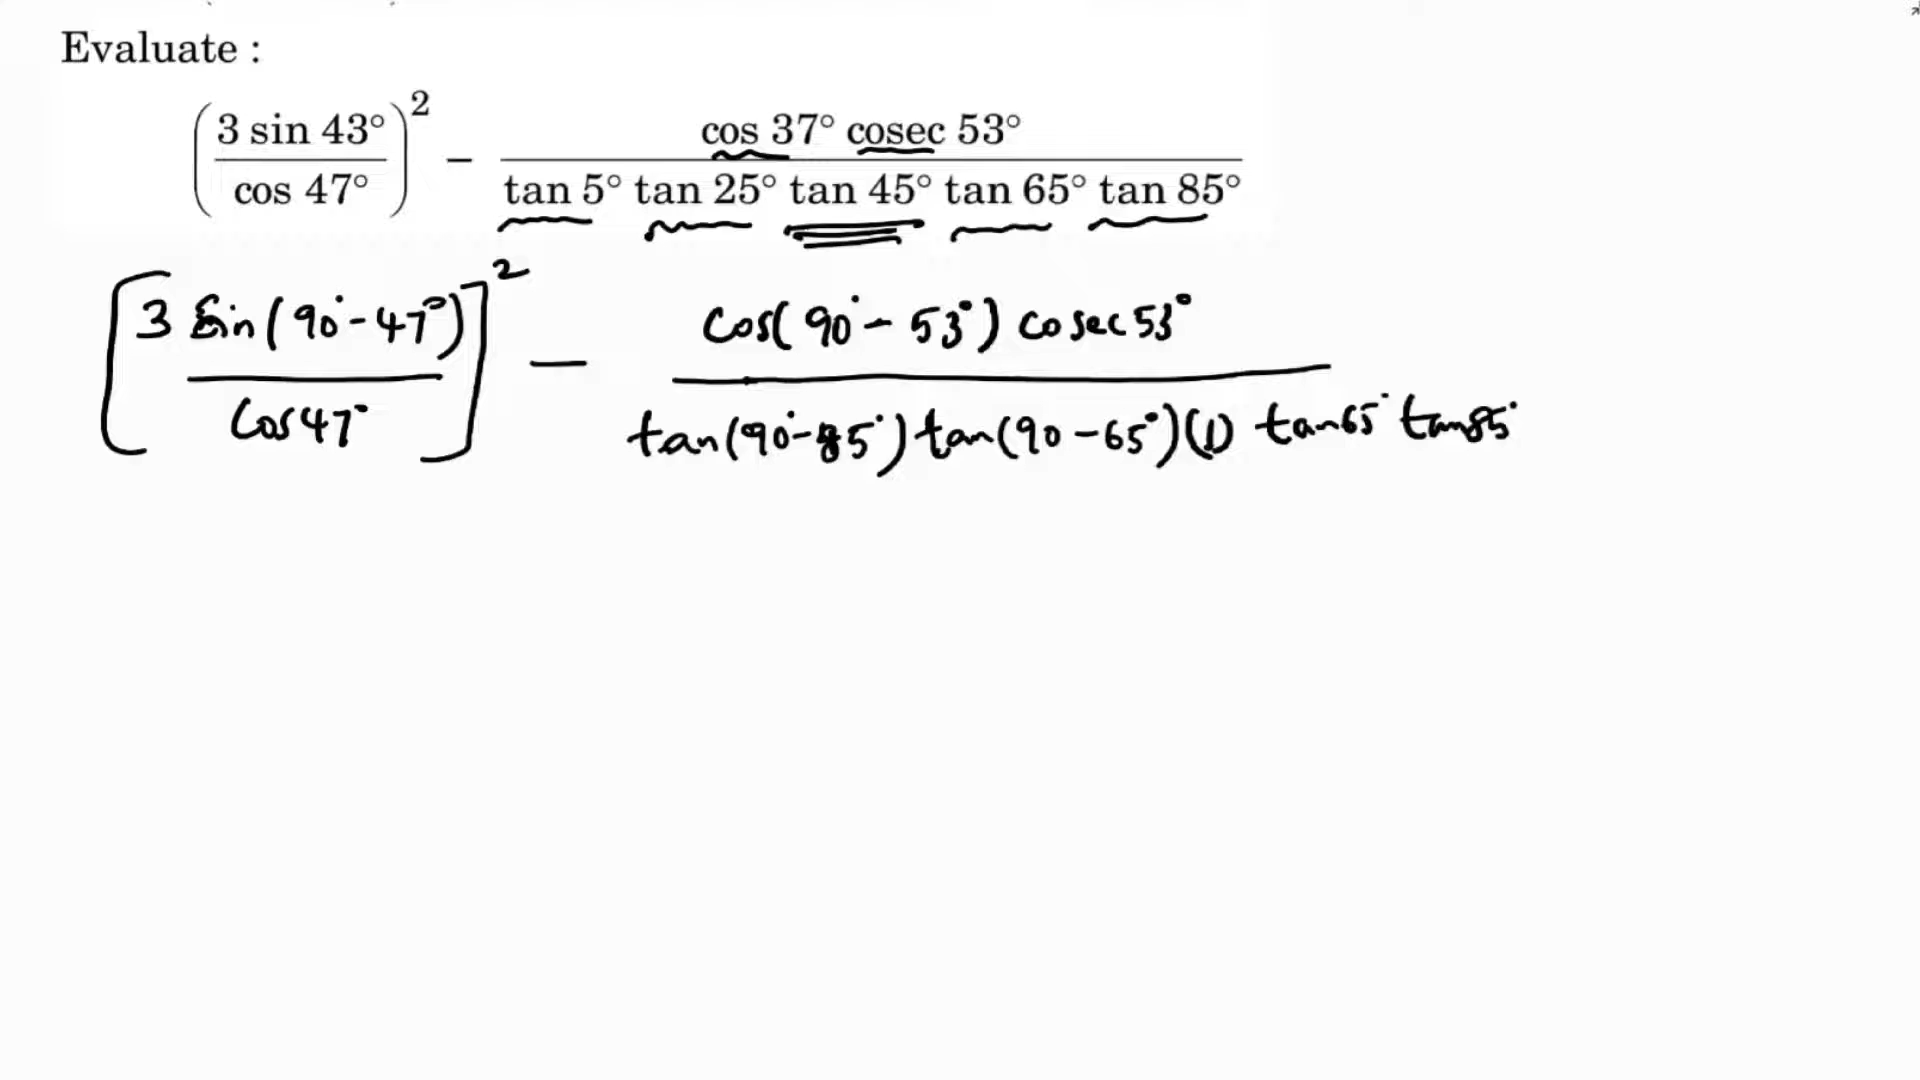 Evaluate :
(3 sin 43° / cos 47°)² − cos 37° cosec 53° / tan 5° tan 25° tan 45° tan 65° tan 85°
[3 sin(90°-47°) / cos47°]² − cos(90°-53°) cosec53° / tan(90°-85°) tan(90-65°)(1) tan65° tan85°